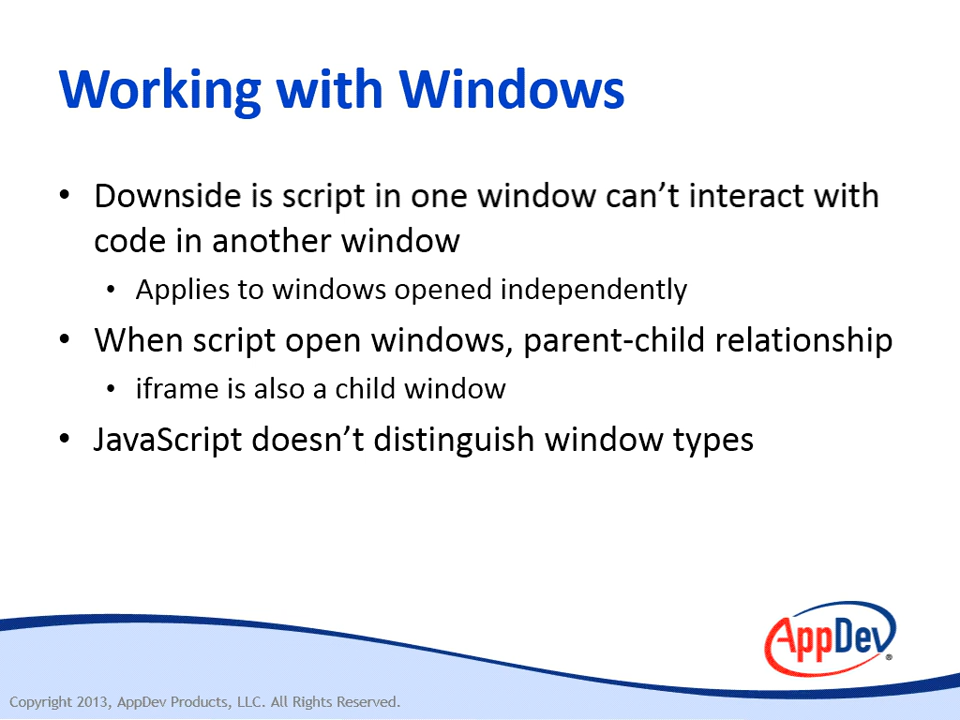 Working with Windows
• Downside is script in one window can’t interact with
code in another window
• Applies to windows opened independently
• When script open windows, parent-child relationship
• iframe is also a child window
• JavaScript doesn’t distinguish window types
AppDev®
Copyright 2013, AppDev Products, LLC. All Rights Reserved.